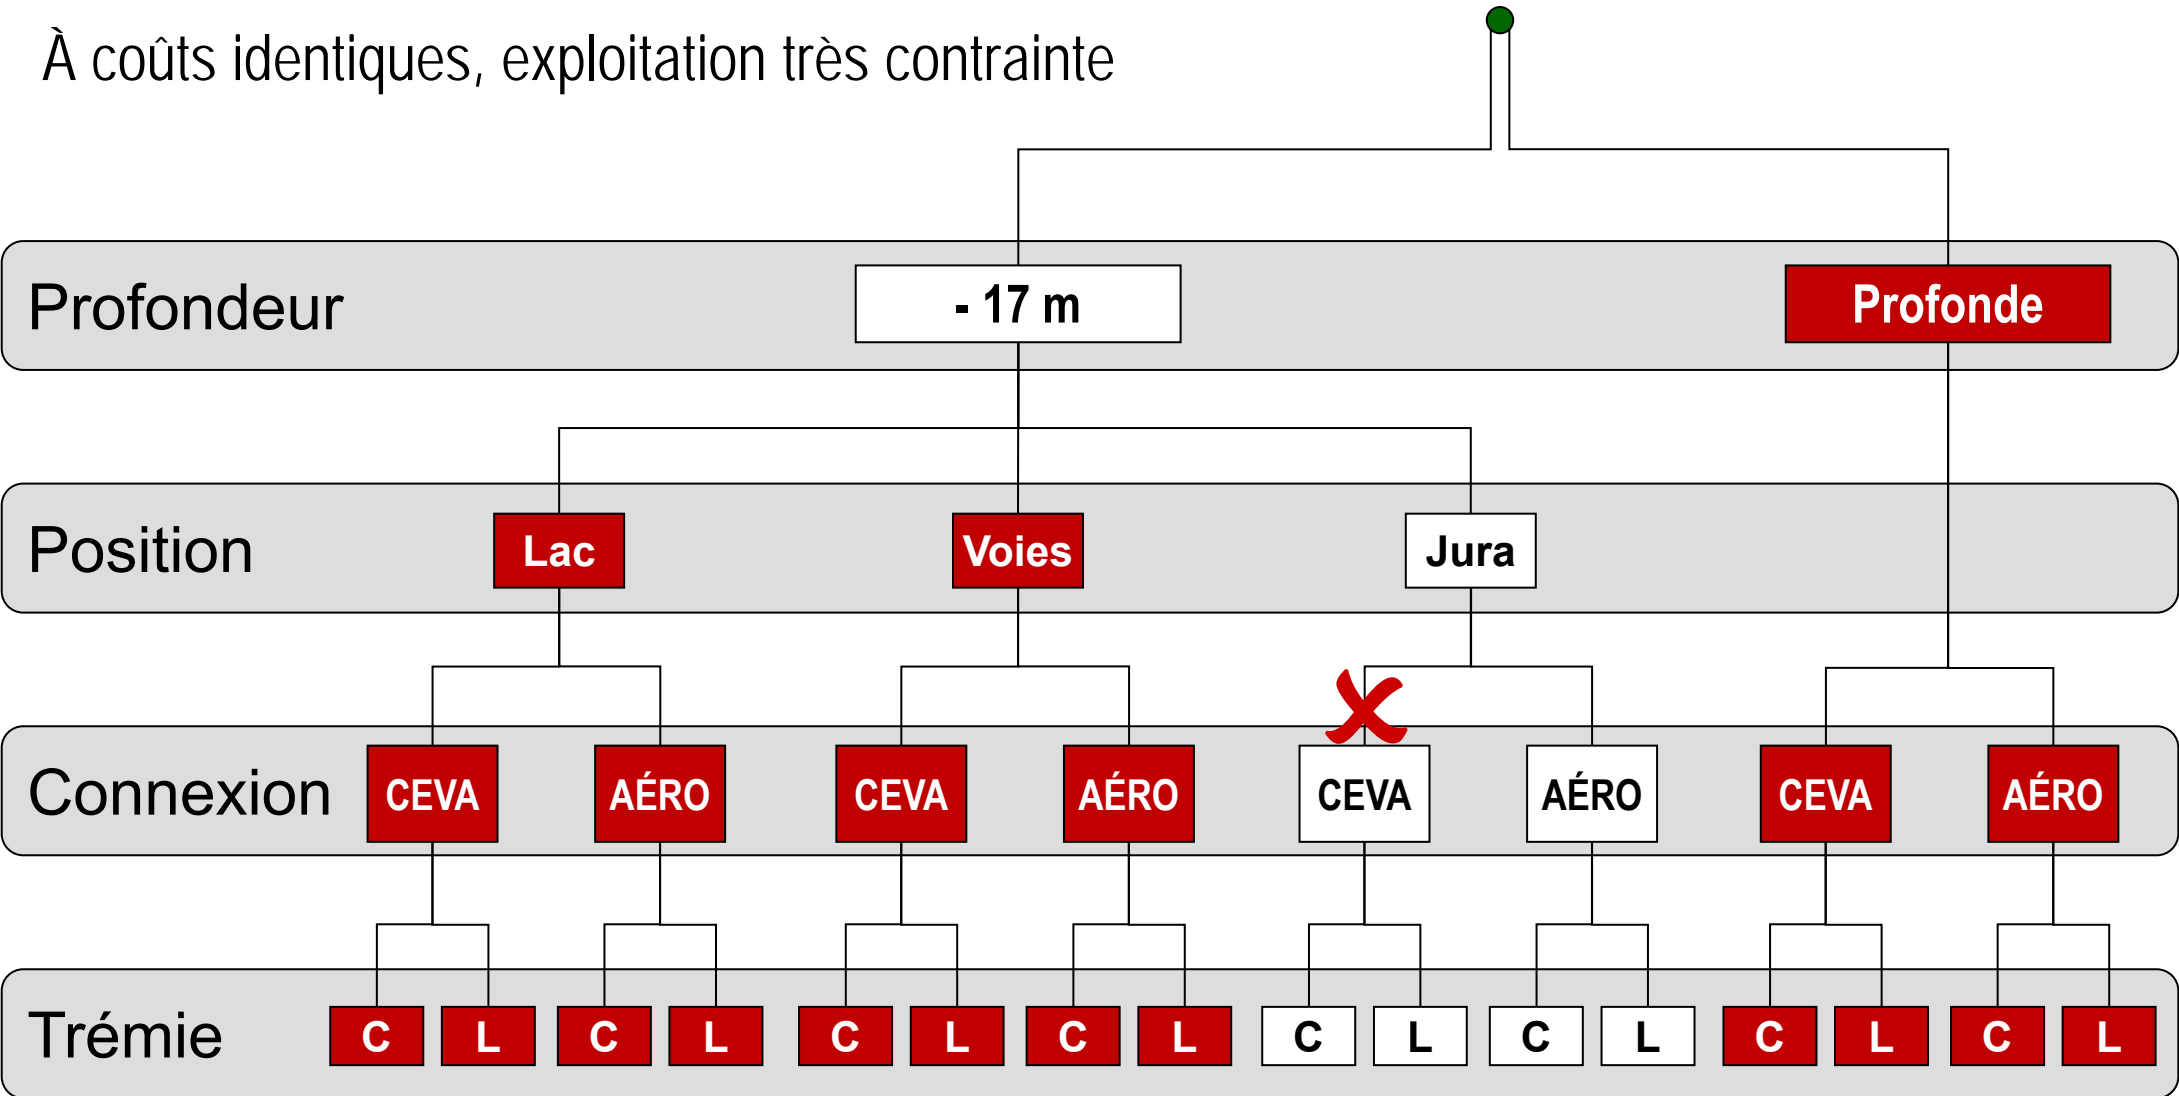 À coûts identiques, exploitation très contrainte
Profondeur
- 17 m
Profonde
Position
Lac
Voies
Jura
Connexion
CEVA
AÉRO
CEVA
AÉRO
CEVA
AÉRO
CEVA
AÉRO
Trémie
C
L
C
L
C
L
C
L
C
L
C
L
C
L
C
L